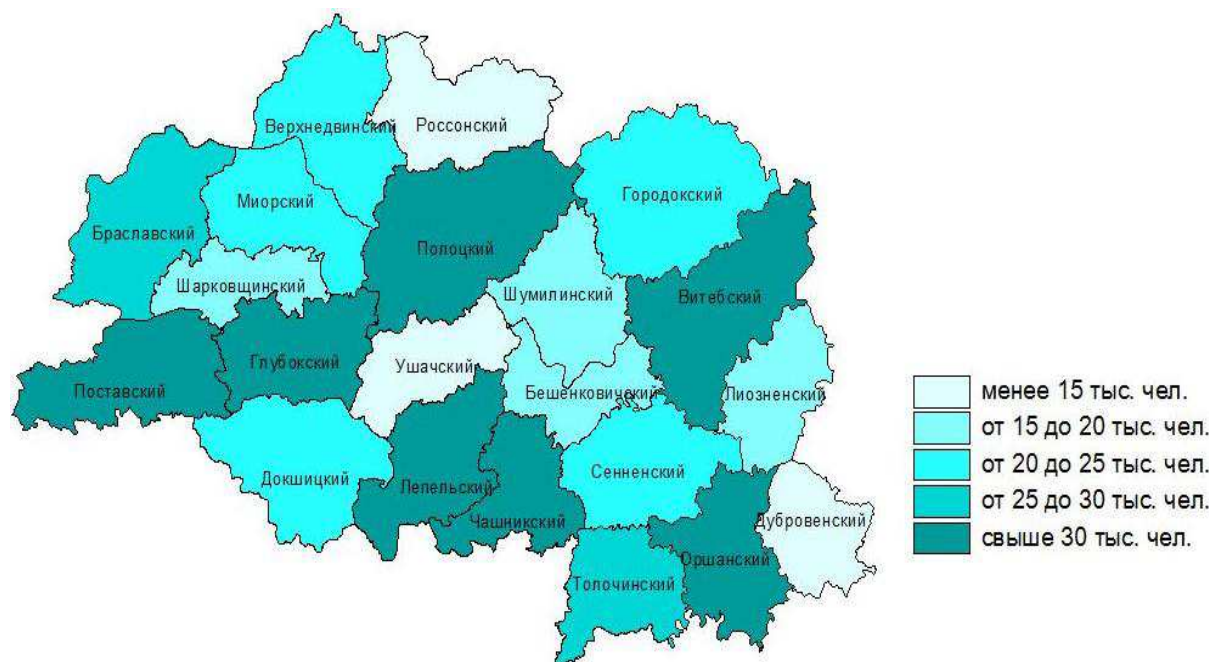 Верхнедвинский
Россонский
Городокский
Миорский
Браславский
Полоцкий
Шарковщинский
Шумилинский
Витебский
Глубокский
Ушачский
Поставский
Бешенковичский
Лиозненский
Докшицкий
Сенненский
Лепельский
Чашникский
Дубровенский
Оршанский
Толочинский
менее 15 тыс. чел.
от 15 до 20 тыс. чел.
от 20 до 25 тыс. чел.
от 25 до 30 тыс. чел.
свыше 30 тыс. чел.